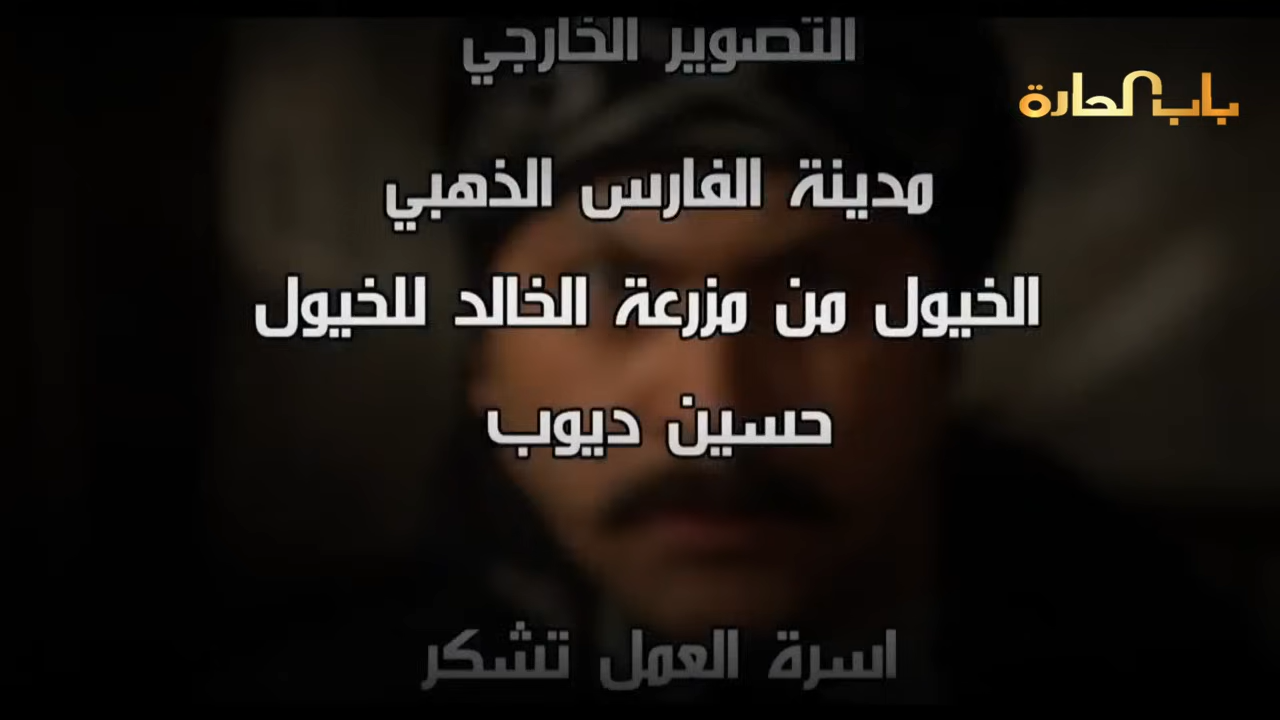 التصوير الخارجي
باب الحارة
مدينة الفارس الذهبي
الخيول من مزرعة الخالد للخيول
حسين ديوب
اسرة العمل تشكر